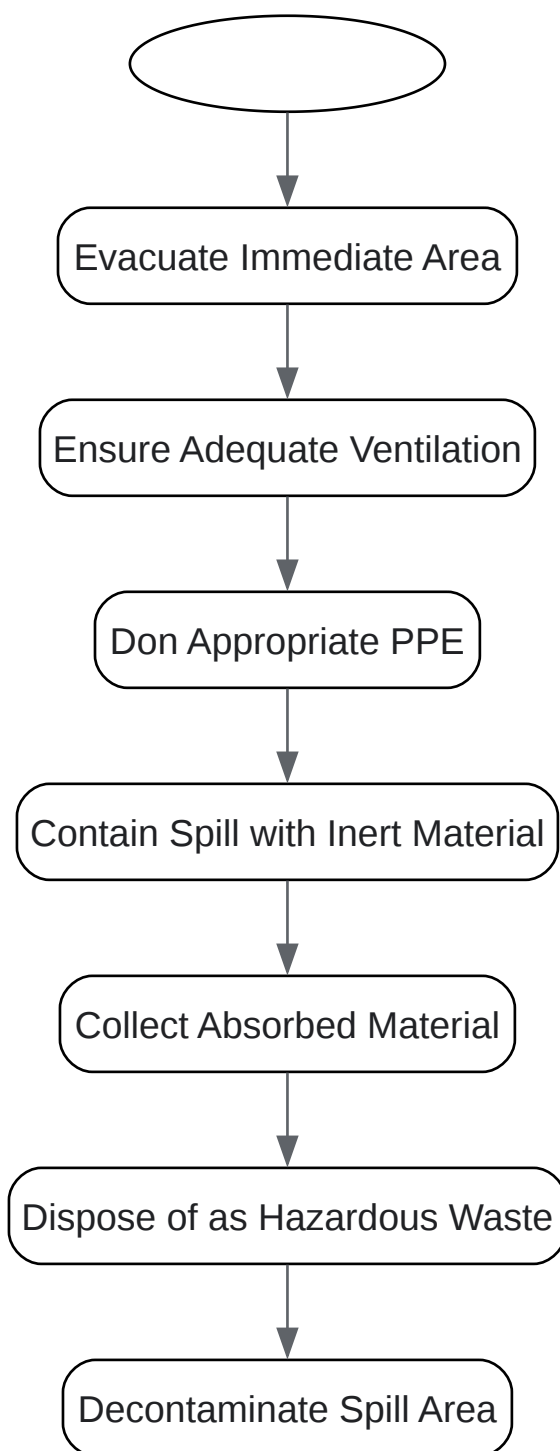 Evacuate Immediate Area
Ensure Adequate Ventilation
Don Appropriate PPE
Contain Spill with Inert Material
Collect Absorbed Material
Dispose of as Hazardous Waste
Decontaminate Spill Area